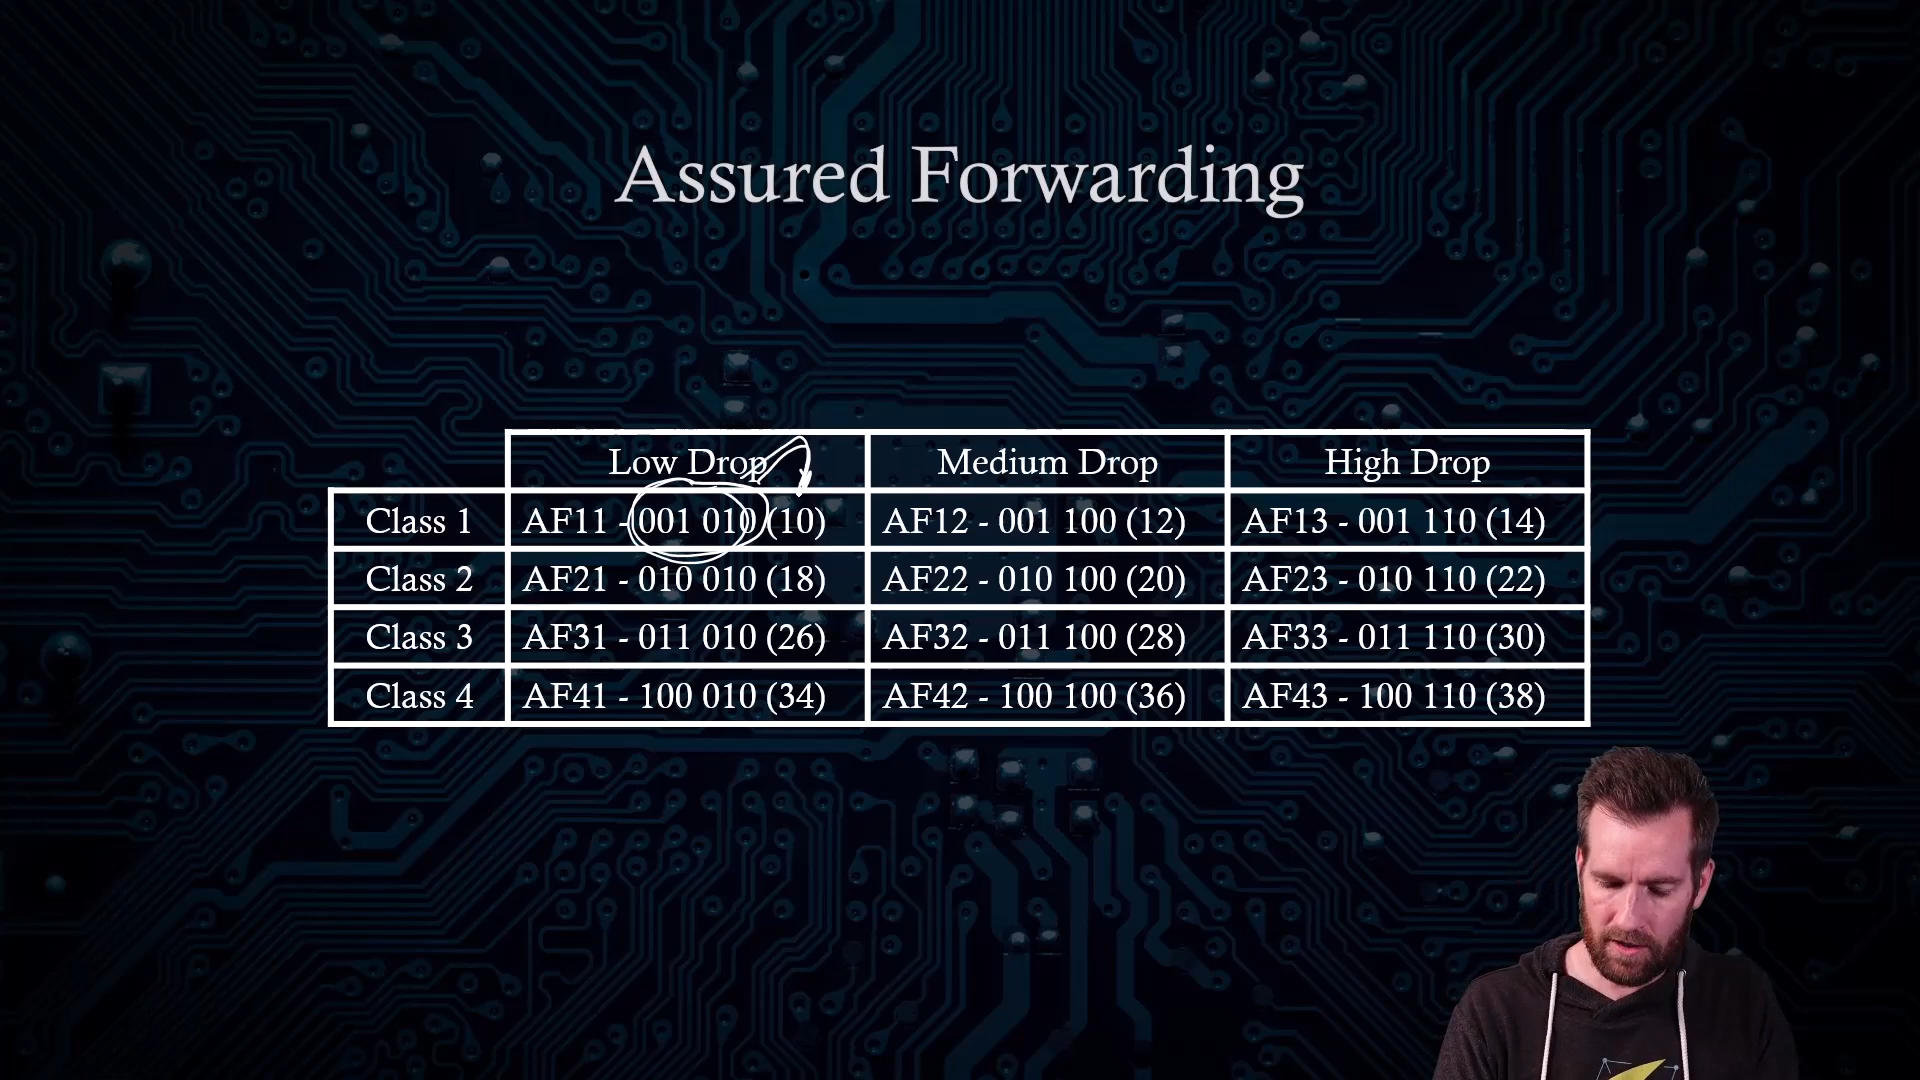 Assured Forwarding
Low Drop Medium Drop High Drop
Class 1 AF11 - 001 010 (10) AF12 - 001 100 (12) AF13 - 001 110 (14)
Class 2 AF21 - 010 010 (18) AF22 - 010 100 (20) AF23 - 010 110 (22)
Class 3 AF31 - 011 010 (26) AF32 - 011 100 (28) AF33 - 011 110 (30)
Class 4 AF41 - 100 010 (34) AF42 - 100 100 (36) AF43 - 100 110 (38)